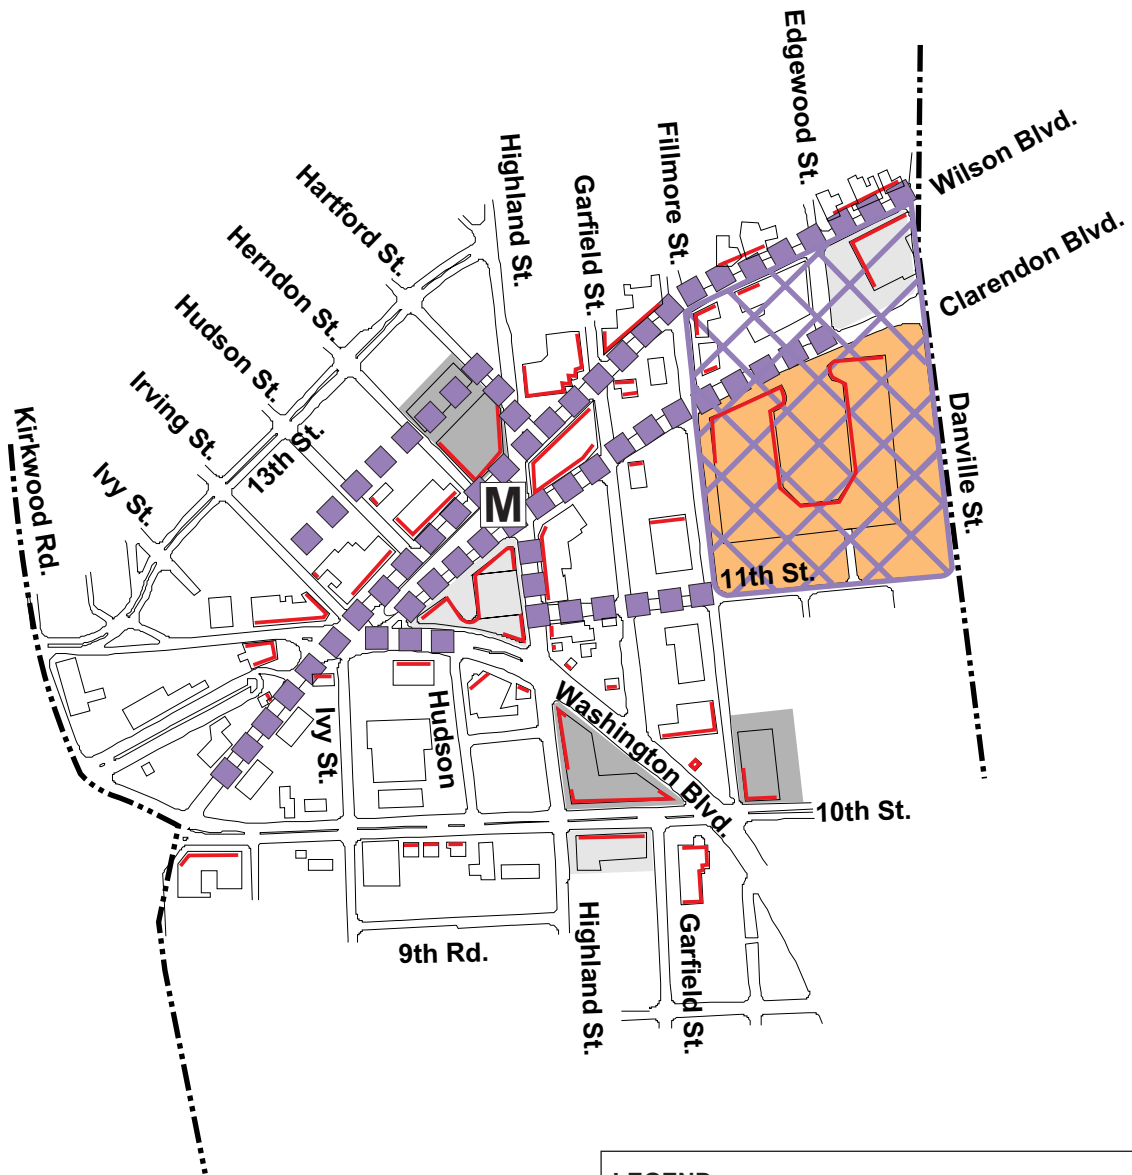 Edgewood St.
Wilson Blvd.
Fillmore St.
Highland St.
Garfield St.
Hartford St.
Clarendon Blvd.
Herndon St.
Hudson St.
Irving St.
13th St.
Kirkwood Rd.
Ivy St.
Danville St.
M
11th St.
Washington Blvd.
Ivy St.
Hudson
10th St.
9th Rd.
Highland St.
Garfield St.